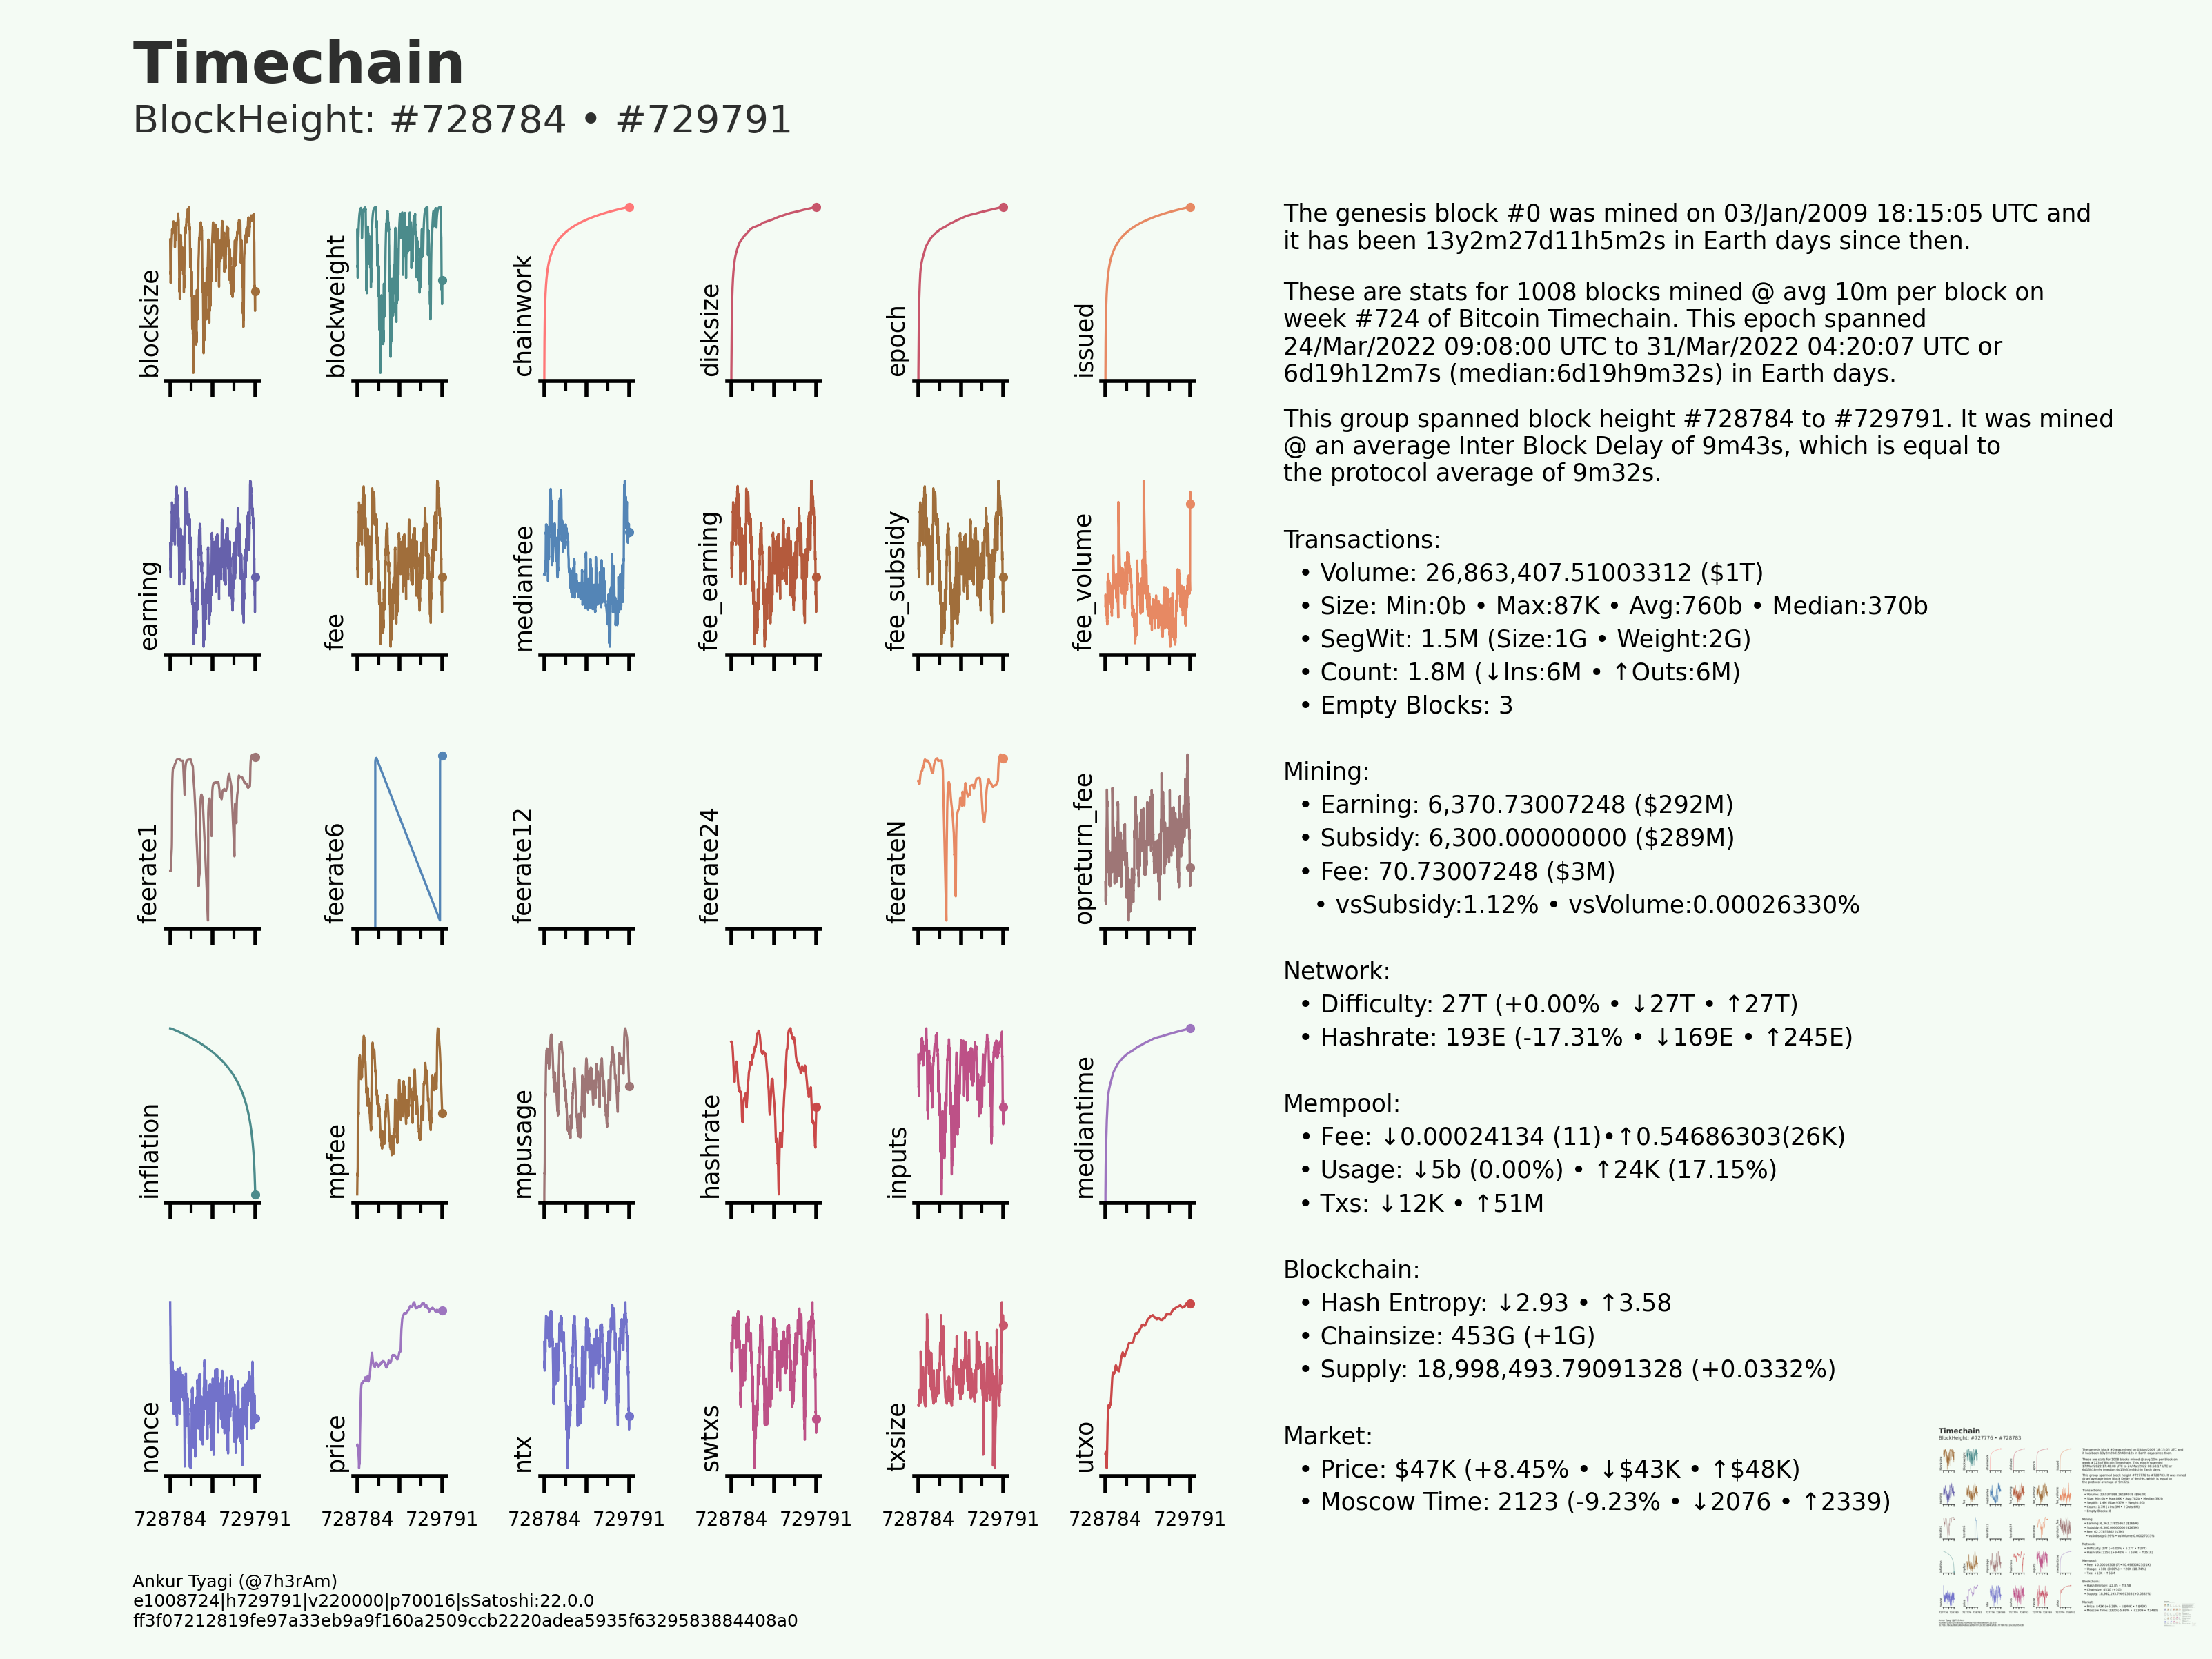 Timechain
BlockHeight: #728784 • #729791
blocksize
blockweight
chainwork
disksize
epoch
issued
earning
fee
medianfee
fee_earning
fee_subsidy
fee_volume
feerate1
feerate6
feerate12
feerate24
feerateN
opreturn_fee
inflation
mpfee
mpusage
hashrate
inputs
mediantime
nonce
price
ntx
swtxs
txsize
utxo
728784 729791 728784 729791 728784 729791 728784 729791 728784 729791 728784 729791
The genesis block #0 was mined on 03/Jan/2009 18:15:05 UTC and
it has been 13y2m27d11h5m2s in Earth days since then.
These are stats for 1008 blocks mined @ avg 10m per block on
week #724 of Bitcoin Timechain. This epoch spanned
24/Mar/2022 09:08:00 UTC to 31/Mar/2022 04:20:07 UTC or
6d19h12m7s (median:6d19h9m32s) in Earth days.
This group spanned block height #728784 to #729791. It was mined
@ an average Inter Block Delay of 9m43s, which is equal to
the protocol average of 9m32s.
Transactions:
• Volume: 26,863,407.51003312 ($1T)
• Size: Min:0b • Max:87K • Avg:760b • Median:370b
• SegWit: 1.5M (Size:1G • Weight:2G)
• Count: 1.8M (↓Ins:6M • ↑Outs:6M)
• Empty Blocks: 3
Mining:
• Earning: 6,370.73007248 ($292M)
• Subsidy: 6,300.00000000 ($289M)
• Fee: 70.73007248 ($3M)
• vsSubsidy:1.12% • vsVolume:0.00026330%
Network:
• Difficulty: 27T (+0.00% • ↓27T • ↑27T)
• Hashrate: 193E (-17.31% • ↓169E • ↑245E)
Mempool:
• Fee: ↓0.00024134 (11)•↑0.54686303(26K)
• Usage: ↓5b (0.00%) • ↑24K (17.15%)
• Txs: ↓12K • ↑51M
Blockchain:
• Hash Entropy: ↓2.93 • ↑3.58
• Chainsize: 453G (+1G)
• Supply: 18,998,493.79091328 (+0.0332%)
Market:
• Price: $47K (+8.45% • ↓$43K • ↑$48K)
• Moscow Time: 2123 (-9.23% • ↓2076 • ↑2339)
Timechain
BlockHeight: #727776 • #728783
Ankur Tyagi (@7h3rAm)
e1008724|h729791|v220000|p70016|sSatoshi:22.0.0
ff3f07212819fe97a33eb9a9f160a2509ccb2220adea5935f6329583884408a0